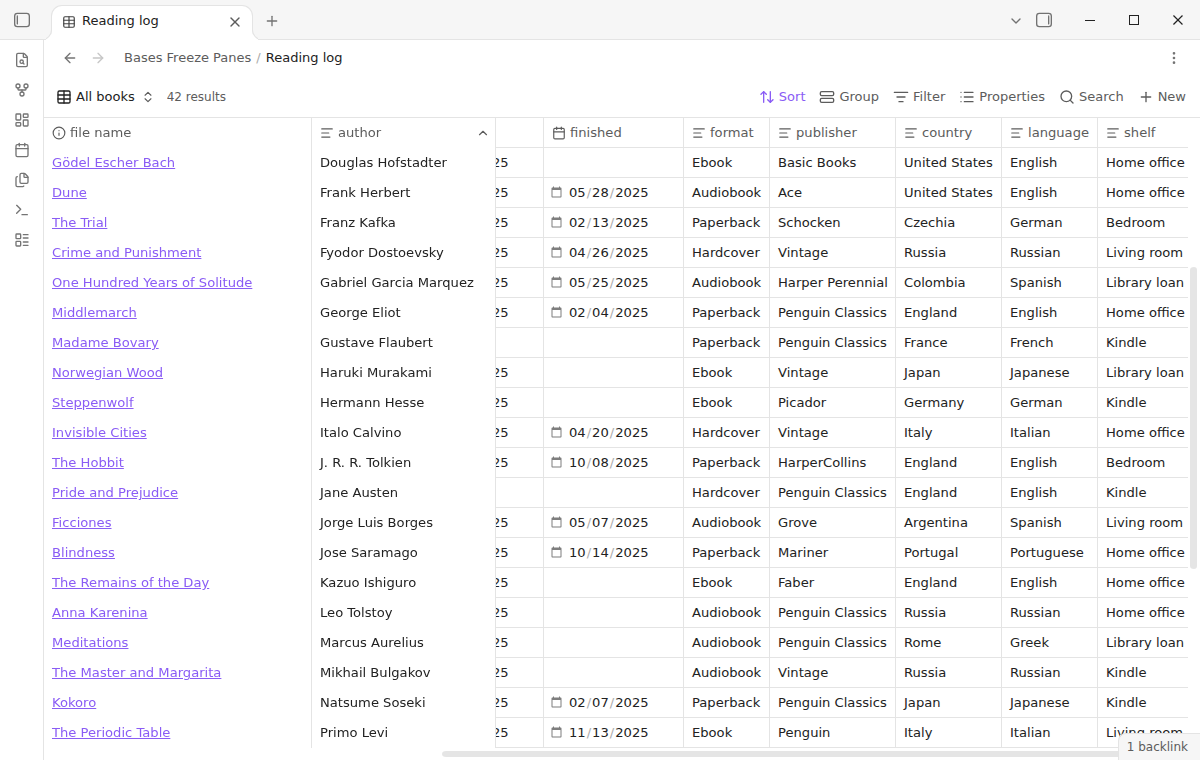 Reading log
Bases Freeze Panes / Reading log
All books 42 results Sort Group Filter Properties Search New
file name author finished format publisher country language shelf
Gödel Escher Bach Douglas Hofstadter 25 Ebook Basic Books United States English Home office
Dune Frank Herbert 25 05/28/2025 Audiobook Ace United States English Home office
The Trial Franz Kafka 25 02/13/2025 Paperback Schocken Czechia German Bedroom
Crime and Punishment Fyodor Dostoevsky 25 04/26/2025 Hardcover Vintage Russia Russian Living room
One Hundred Years of Solitude Gabriel Garcia Marquez 25 05/25/2025 Audiobook Harper Perennial Colombia Spanish Library loan
Middlemarch George Eliot 25 02/04/2025 Paperback Penguin Classics England English Home office
Madame Bovary Gustave Flaubert Paperback Penguin Classics France French Kindle
Norwegian Wood Haruki Murakami 25 Ebook Vintage Japan Japanese Library loan
Steppenwolf Hermann Hesse 25 Ebook Picador Germany German Kindle
Invisible Cities Italo Calvino 25 04/20/2025 Hardcover Vintage Italy Italian Home office
The Hobbit J. R. R. Tolkien 25 10/08/2025 Paperback HarperCollins England English Bedroom
Pride and Prejudice Jane Austen Hardcover Penguin Classics England English Kindle
Ficciones Jorge Luis Borges 25 05/07/2025 Audiobook Grove Argentina Spanish Living room
Blindness Jose Saramago 25 10/14/2025 Paperback Mariner Portugal Portuguese Home office
The Remains of the Day Kazuo Ishiguro 25 Ebook Faber England English Home office
Anna Karenina Leo Tolstoy 25 Audiobook Penguin Classics Russia Russian Home office
Meditations Marcus Aurelius 25 Audiobook Penguin Classics Rome Greek Library loan
The Master and Margarita Mikhail Bulgakov 25 Audiobook Vintage Russia Russian Kindle
Kokoro Natsume Soseki 25 02/07/2025 Paperback Penguin Classics Japan Japanese Kindle
The Periodic Table Primo Levi 25 11/13/2025 Ebook Penguin Italy Italian Living room
1 backlink